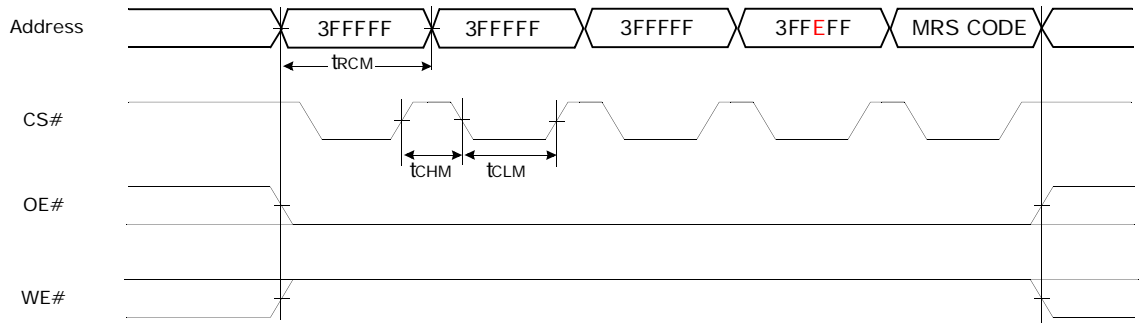 Address 3FFFFF 3FFFFF 3FFFFF 3FFEFF MRS CODE
tRCM
CS#
tCHM tCLM
OE#
WE#